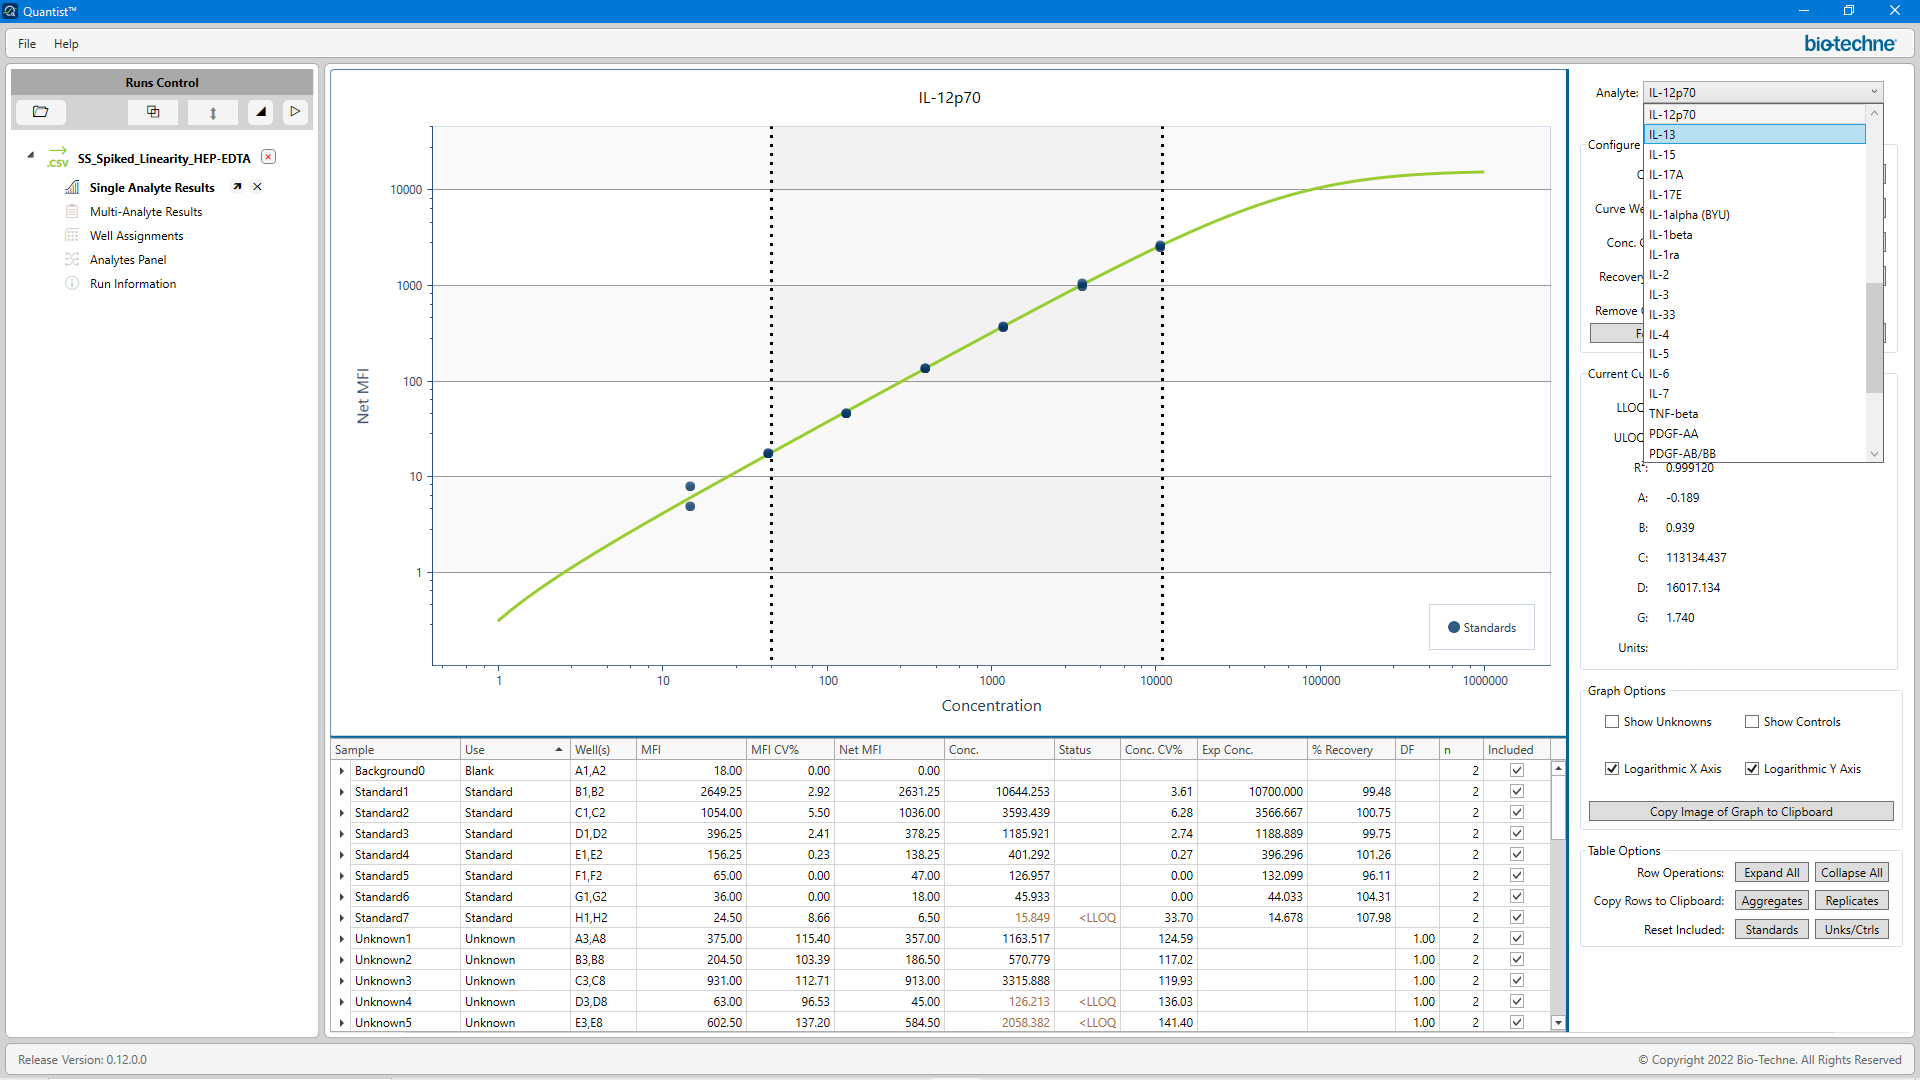 Quantist™
File Help
bio-techne
Runs Control
.CSV SS_Spiked_Linearity_HEP-EDTA
Single Analyte Results
Multi-Analyte Results
Well Assignments
Analytes Panel
Run Information
IL-12p70
10000
1000
100
10
1
Net MFI
1 10 100 1000 10000 100000 1000000
Concentration
Standards
Analyte: IL-12p70
IL-12p70
IL-13
IL-15
IL-17A
IL-17E
IL-1alpha (BYU)
IL-1beta
IL-1ra
IL-2
IL-3
IL-33
IL-4
IL-5
IL-6
IL-7
TNF-beta
PDGF-AA
PDGF-AB/BB
Configure
Curve We
Conc. C
Recovery
Remove
Current Cu
LLOQ
ULOQ
R²: 0.999120
A: -0.189
B: 0.939
C: 113134.437
D: 16017.134
G: 1.740
Units:
Graph Options
Show Unknowns Show Controls
Logarithmic X Axis Logarithmic Y Axis
Copy Image of Graph to Clipboard
Table Options
Row Operations: Expand All Collapse All
Copy Rows to Clipboard: Aggregates Replicates
Reset Included: Standards Unks/Ctrls
Sample Use Well(s) MFI MFI CV% Net MFI Conc. Status Conc. CV% Exp Conc. % Recovery DF n Included
Background0 Blank A1,A2 18.00 0.00 0.00 2
Standard1 Standard B1,B2 2649.25 2.92 2631.25 10644.253 3.61 10700.000 99.48 2
Standard2 Standard C1,C2 1054.00 5.50 1036.00 3593.439 6.28 3566.667 100.75 2
Standard3 Standard D1,D2 396.25 2.41 378.25 1185.921 2.74 1188.889 99.75 2
Standard4 Standard E1,E2 156.25 0.23 138.25 401.292 0.27 396.296 101.26 2
Standard5 Standard F1,F2 65.00 0.00 47.00 126.957 0.00 132.099 96.11 2
Standard6 Standard G1,G2 36.00 0.00 18.00 45.933 0.00 44.033 104.31 2
Standard7 Standard H1,H2 24.50 8.66 6.50 15.849 <LLOQ 33.70 14.678 107.98 2
Unknown1 Unknown A3,A8 375.00 115.40 357.00 1163.517 124.59 1.00 2
Unknown2 Unknown B3,B8 204.50 103.39 186.50 570.779 117.02 1.00 2
Unknown3 Unknown C3,C8 931.00 112.71 913.00 3315.888 119.93 1.00 2
Unknown4 Unknown D3,D8 63.00 96.53 45.00 126.213 <LLOQ 136.03 1.00 2
Unknown5 Unknown E3,E8 602.50 137.20 584.50 2058.382 <LLOQ 141.40 1.00 2
Release Version: 0.12.0.0
© Copyright 2022 Bio-Techne. All Rights Reserved